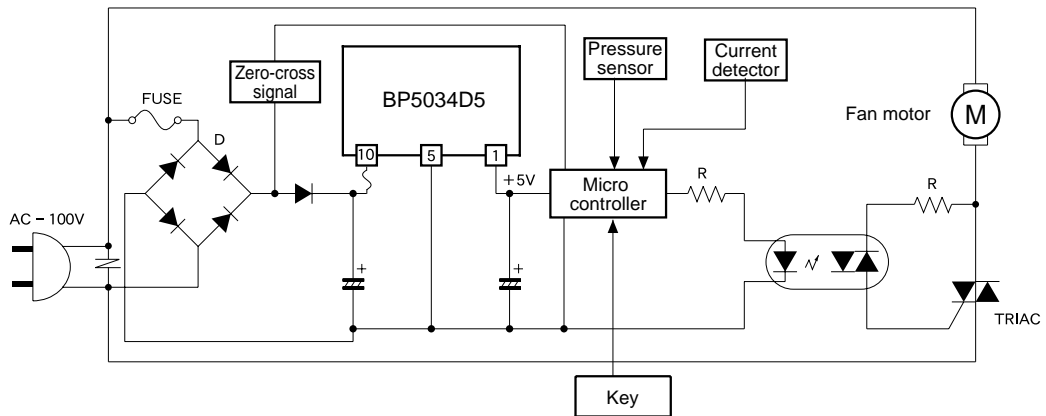 Pressure
sensor
Current
detector
Zero-cross
signal
BP5034D5
FUSE
D
Fan motor
M
10
5
1
+5V
Micro
controller
R
R
AC – 100V
+
+
TRIAC
Key